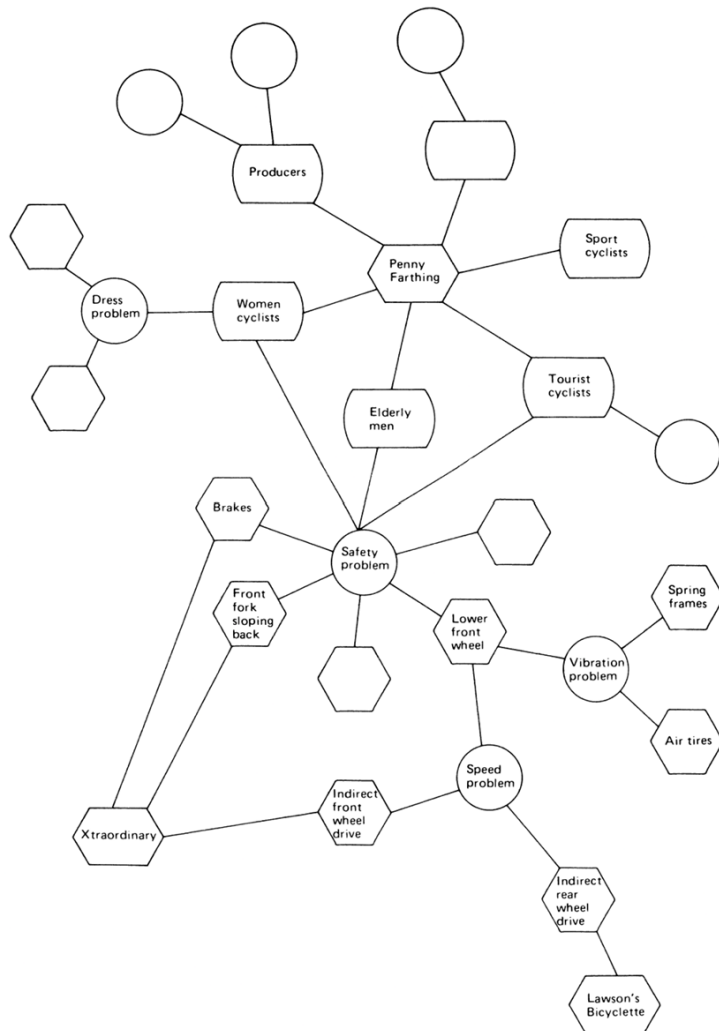 Producers
Sport
cyclists
Penny
Farthing
Dress
problem
Women
cyclists
Tourist
cyclists
Elderly
men
Brakes
Safety
problem
Spring
frames
Front
fork
sloping
back
Lower
front
wheel
Vibration
problem
Air tires
Speed
problem
Indirect
front
wheel
drive
Xtraordinary
Indirect
rear
wheel
drive
Lawson's
Bicyclette